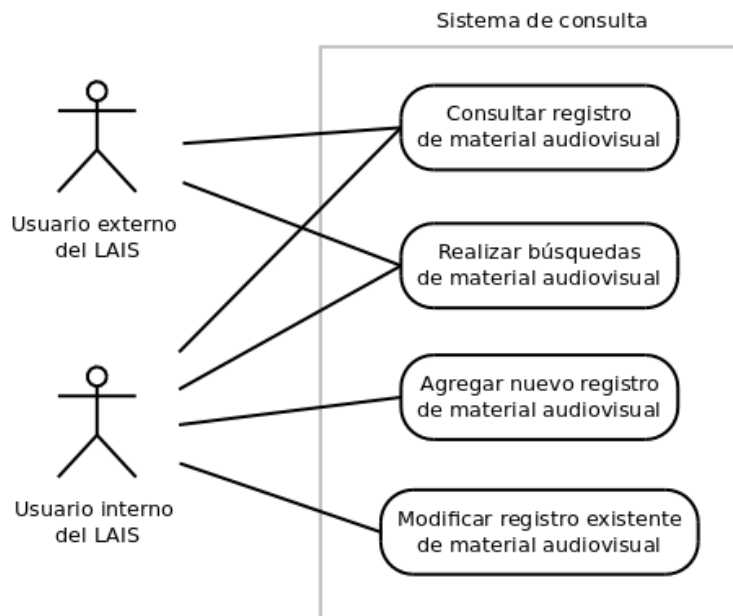 Sistema de consulta
Consultar registro
de material audiovisual
Usuario externo
del LAIS
Realizar búsquedas
de material audiovisual
Agregar nuevo registro
de material audiovisual
Usuario interno
del LAIS
Modificar registro existente
de material audiovisual